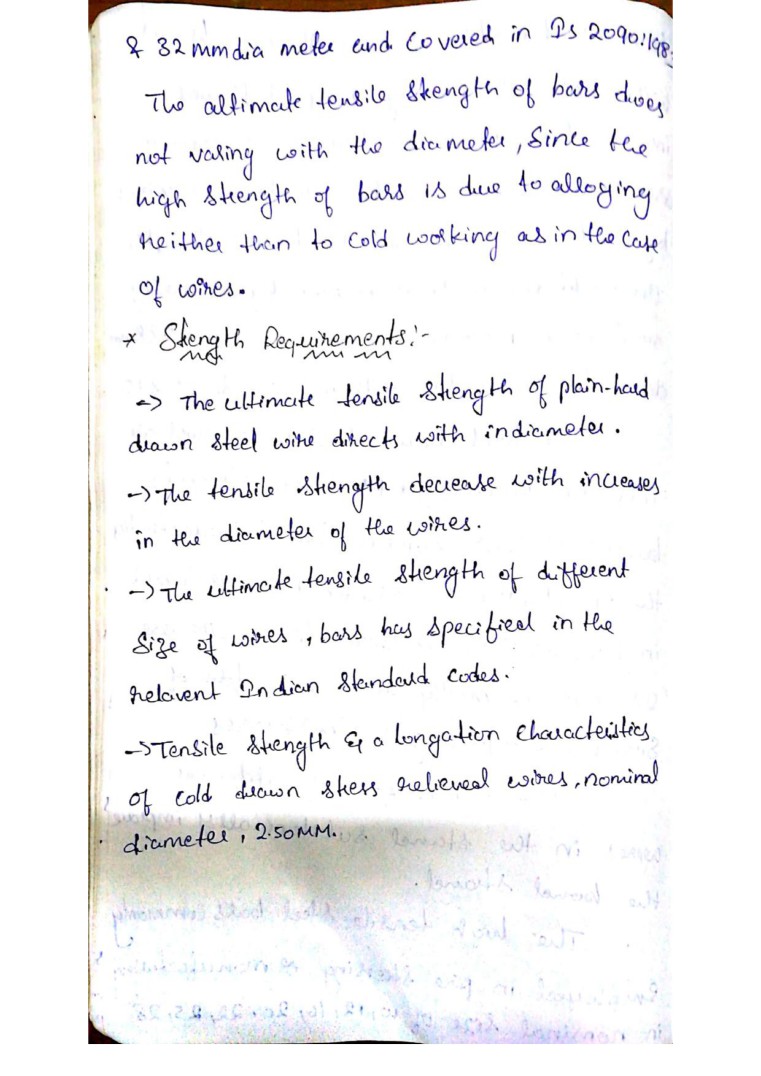 & 32 mm dia meter and Covered in Is 2090:198
The altimate tensile Strength of bars does
not varing with the diameter, Since the
high Strength of bars is due to alloying
neither than to Cold working as in the Case
of wires.
* Strength Requirements:-
=> The ultimate tensile Strength of plain-hard
drawn Steel wire directs with indiameter.
-> The tensile Strength decrease with increases
in the diameter of the wires.
-> The ultimate tensile strength of different
Size of wires, bars has specified in the
relavent Indian Standard Codes.
-> Tensile Strength & a longation Characteristics
of cold drawn stress relieved wires, nominal
diameter, 2.50MM.